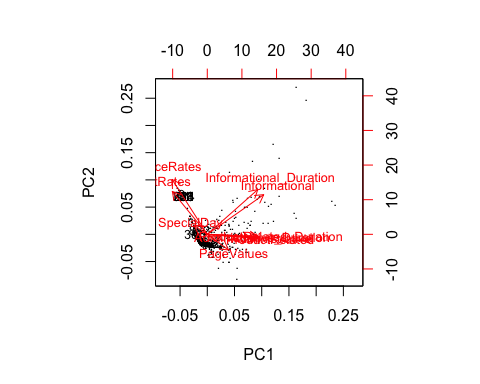 -10 0 10 20 30 40
0.25
0.15
0.05
-0.05
PC2
40
30
20
10
0
-10
ceRates
Rates
Informational_Duration
Informational
SpecialDay
PageValues
-0.05 0.05 0.15 0.25
PC1